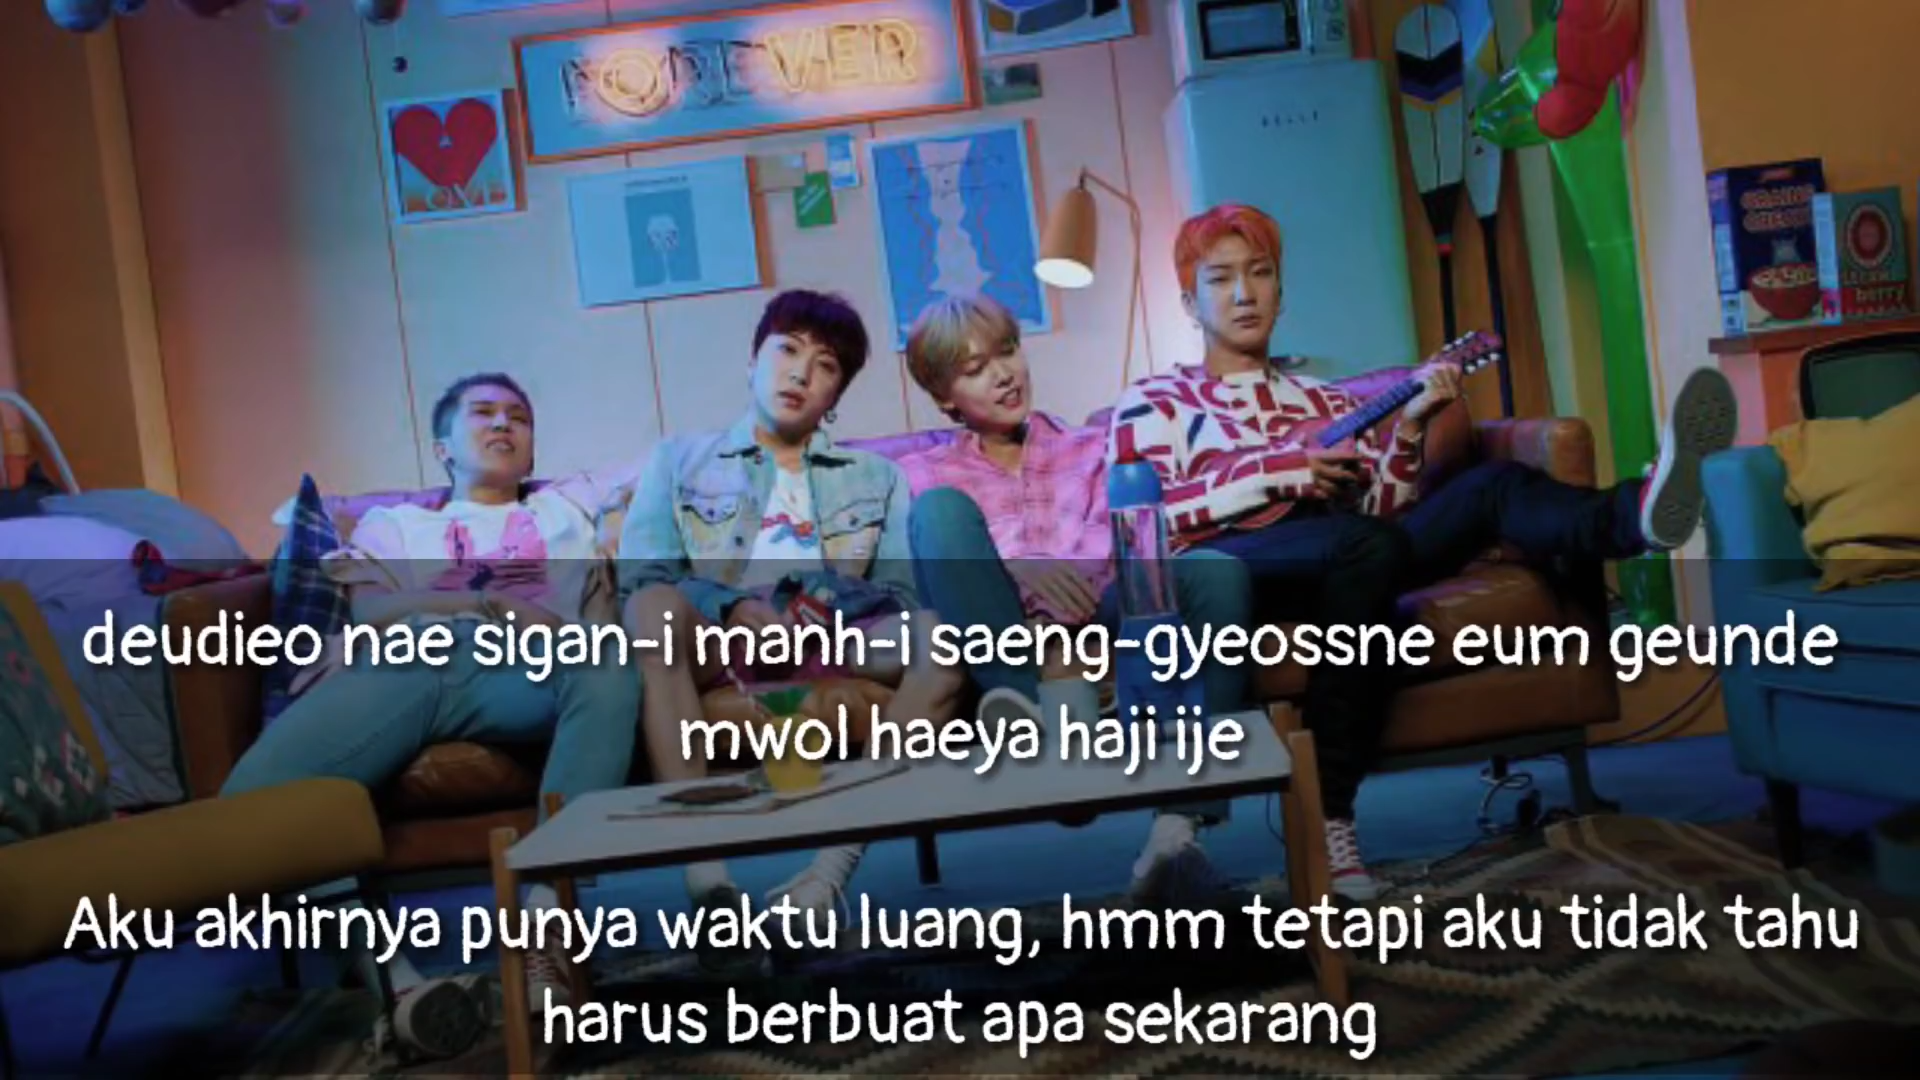 FOREVER
LOVE
deudieo nae sigan-i manh-i saeng-gyeossne eum geunde
mwol haeya haji ije
Aku akhirnya punya waktu luang, hmm tetapi aku tidak tahu
harus berbuat apa sekarang